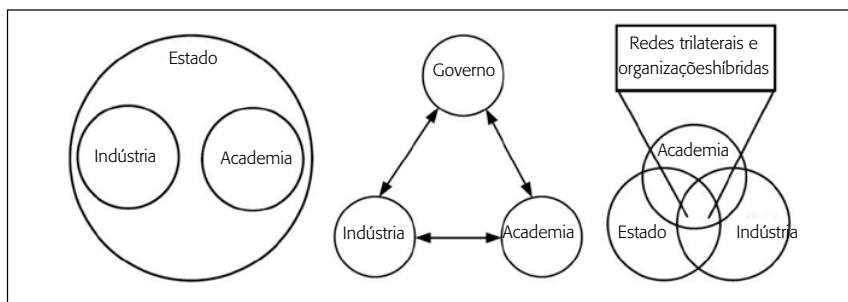 Estado
Indústria
Academia
Governo
Indústria
Academia
Redes trilaterais e
organizaçõeshíbridas
Academia
Estado
Indústria